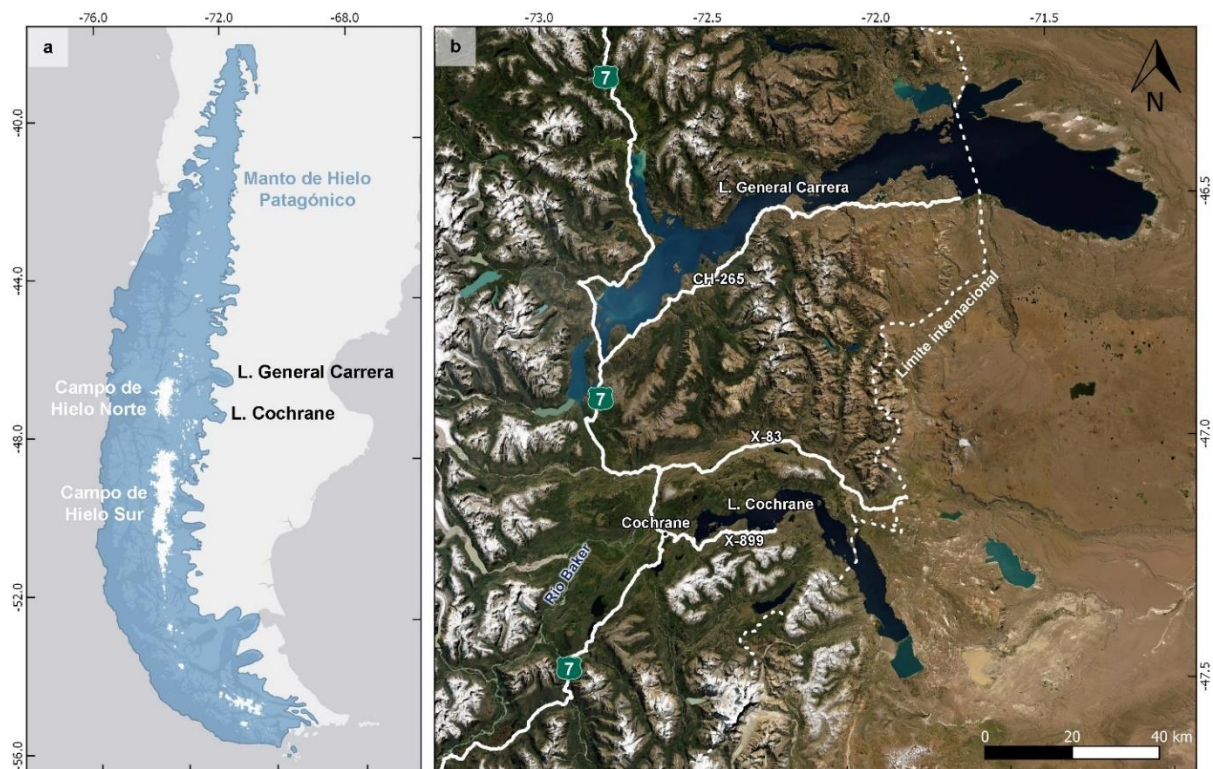 a
-76.0
-72.0
-68.0
-40.0
-44.0
-48.0
-52.0
-56.0
Manto de Hielo
Patagónico
L. General Carrera
Campo de
Hielo Norte
L. Cochrane
Campo de
Hielo Sur
b
-73.0
-72.5
-72.0
-71.5
7
N
L. General Carrera
-46.5
CH-265
Límite internacional
7
X-83
-47.0
L. Cochrane
Cochrane
X-899
Río Baker
7
-47.5
0
20
40 km